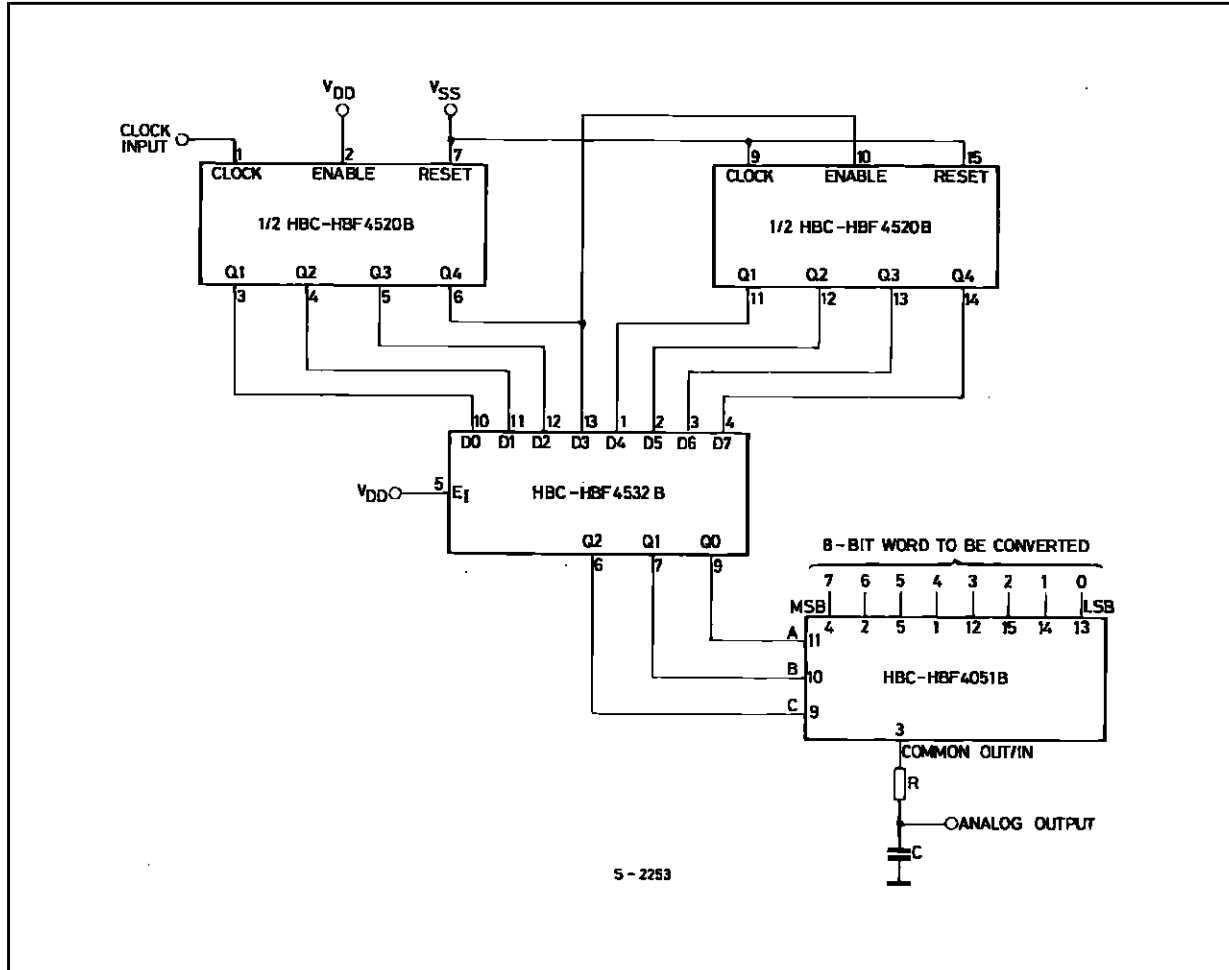 VDD VSS
CLOCK
INPUT
1 2 7 9 10 15
CLOCK ENABLE RESET CLOCK ENABLE RESET
1/2 HBC-HBF4520B 1/2 HBC-HBF4520B
Q1 Q2 Q3 Q4 Q1 Q2 Q3 Q4
3 4 5 6 11 12 13 14
10 11 12 13 1 2 3 4
D0 D1 D2 D3 D4 D5 D6 D7
VDD 5 EI HBC-HBF4532B
Q2 Q1 Q0
6 7 9
8-BIT WORD TO BE CONVERTED
7 6 5 4 3 2 1 0
MSB LSB
4 2 5 1 12 15 14 13
A 11
B 10 HBC-HBF4051B
C 9
3
COMMON OUT/IN
R
ANALOG OUTPUT
C
S-2253